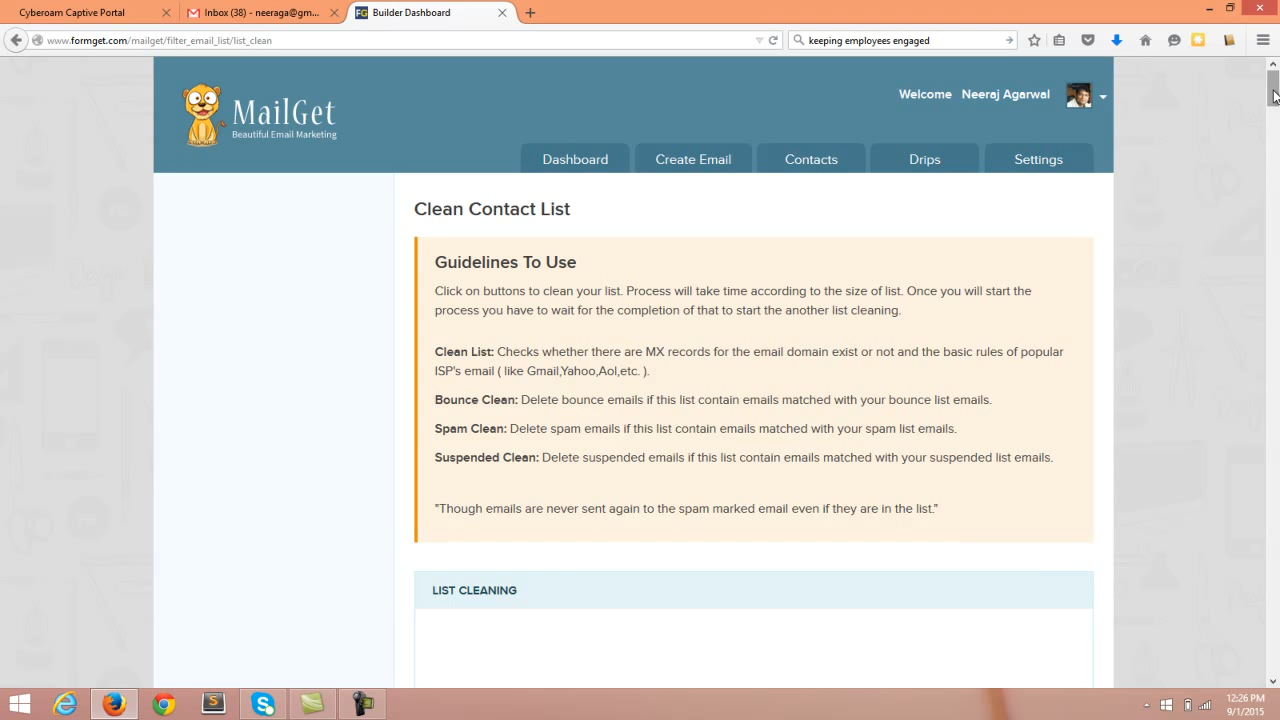 Cyberoam Captive Portal
Inbox (38) - neeraga@gm...
Builder Dashboard
www.formget.com/mailget/filter_email_list/list_clean
keeping employees engaged
MailGet
Beautiful Email Marketing
Welcome Neeraj Agarwal
Dashboard
Create Email
Contacts
Drips
Settings
Clean Contact List
Guidelines To Use
Click on buttons to clean your list. Process will take time according to the size of list. Once you will start the
process you have to wait for the completion of that to start the another list cleaning.
Clean List: Checks whether there are MX records for the email domain exist or not and the basic rules of popular
ISP's email ( like Gmail,Yahoo,Aol,etc. ).
Bounce Clean: Delete bounce emails if this list contain emails matched with your bounce list emails.
Spam Clean: Delete spam emails if this list contain emails matched with your spam list emails.
Suspended Clean: Delete suspended emails if this list contain emails matched with your suspended list emails.
"Though emails are never sent again to the spam marked email even if they are in the list."
LIST CLEANING
12:26 PM
9/1/2015